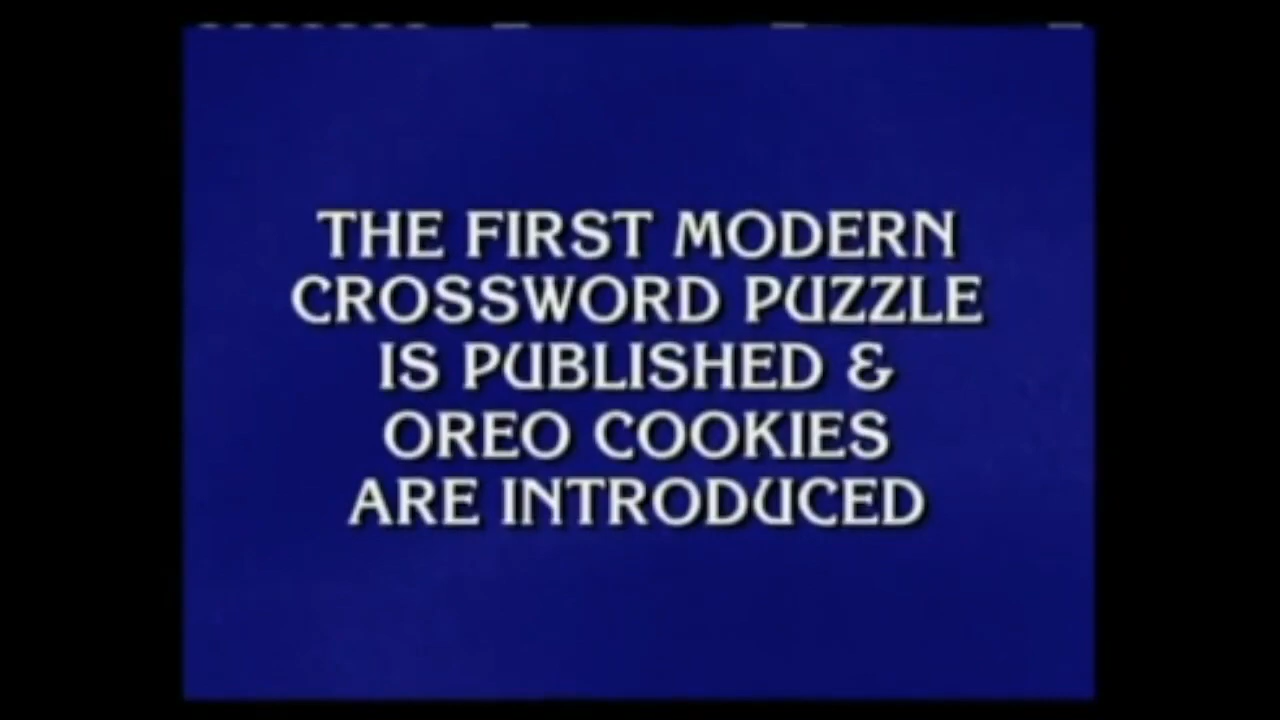 THE FIRST MODERN
CROSSWORD PUZZLE
IS PUBLISHED &
OREO COOKIES
ARE INTRODUCED